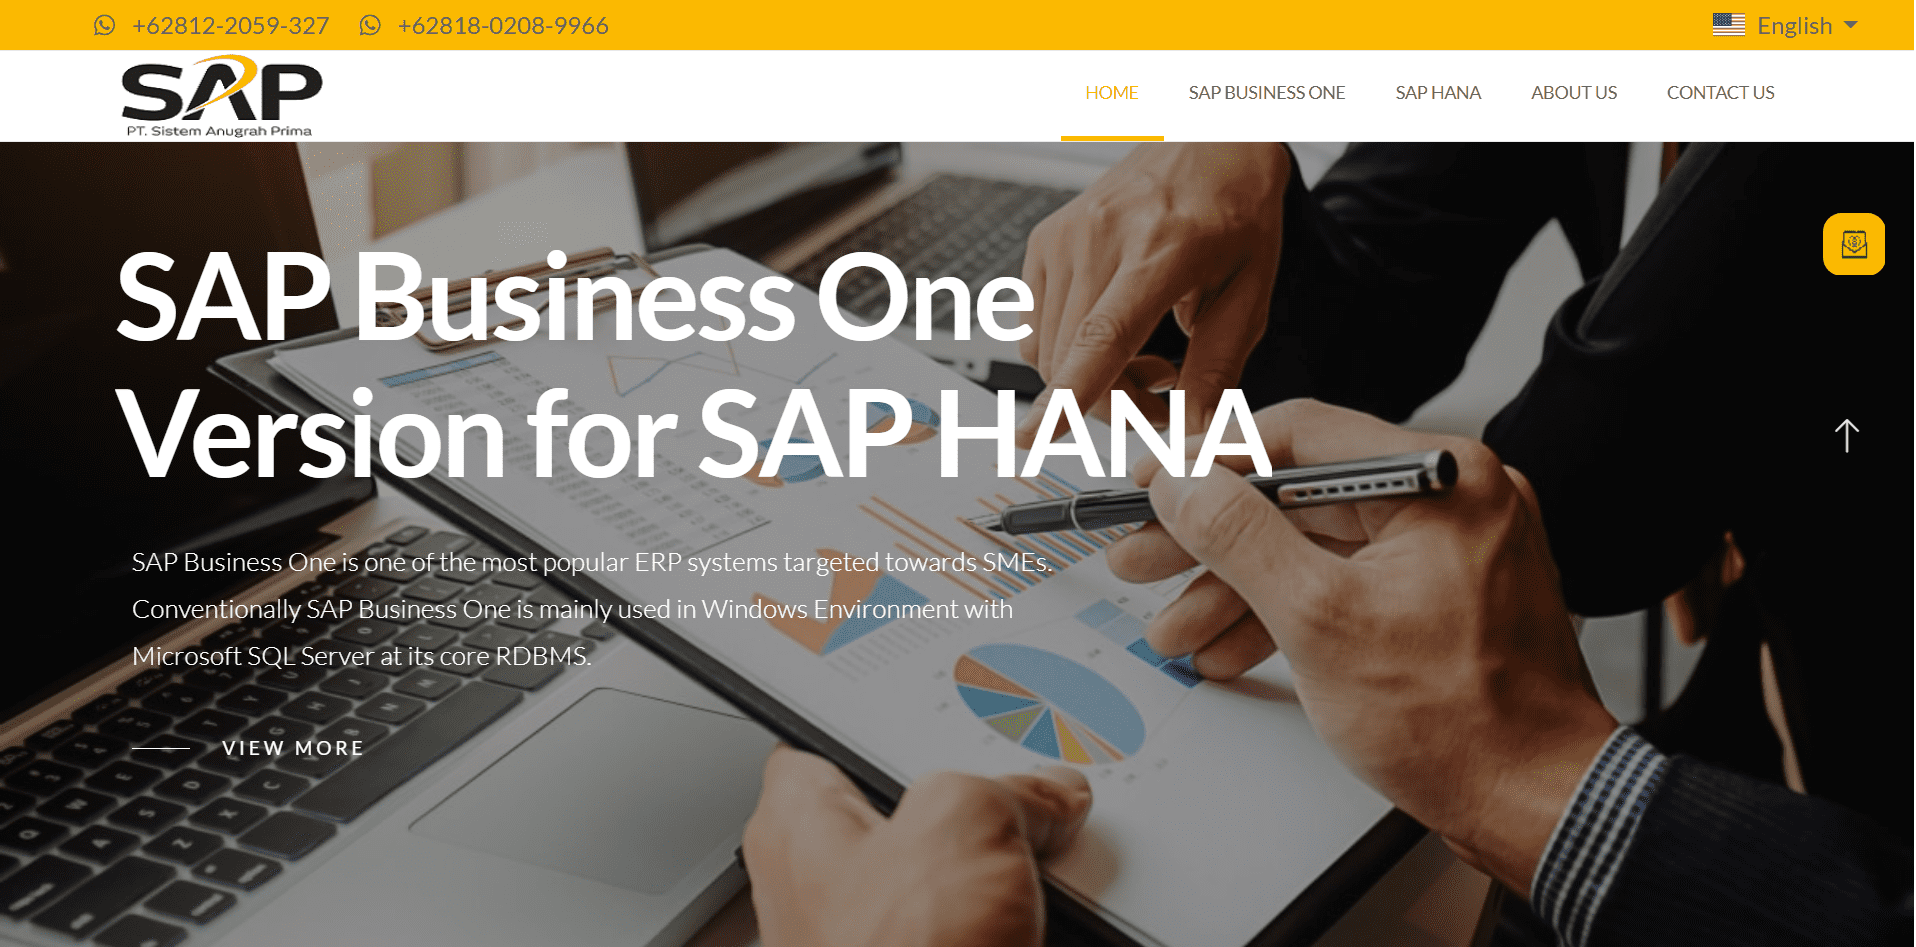 +62812-2059-327 +62818-0208-9966 English
SAP
PT. Sistem Anugrah Prima
HOME SAP BUSINESS ONE SAP HANA ABOUT US CONTACT US
SAP Business One
Version for SAP HANA
SAP Business One is one of the most popular ERP systems targeted towards SMEs.
Conventionally SAP Business One is mainly used in Windows Environment with
Microsoft SQL Server at its core RDBMS.
VIEW MORE